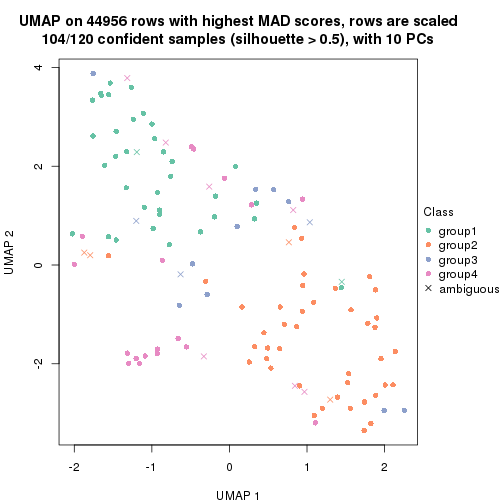 UMAP on 44956 rows with highest MAD scores, rows are scaled
104/120 confident samples (silhouette > 0.5), with 10 PCs
4
2
0
-2
UMAP 2
-2
-1
0
1
2
UMAP 1
Class
group1
group2
group3
group4
ambiguous